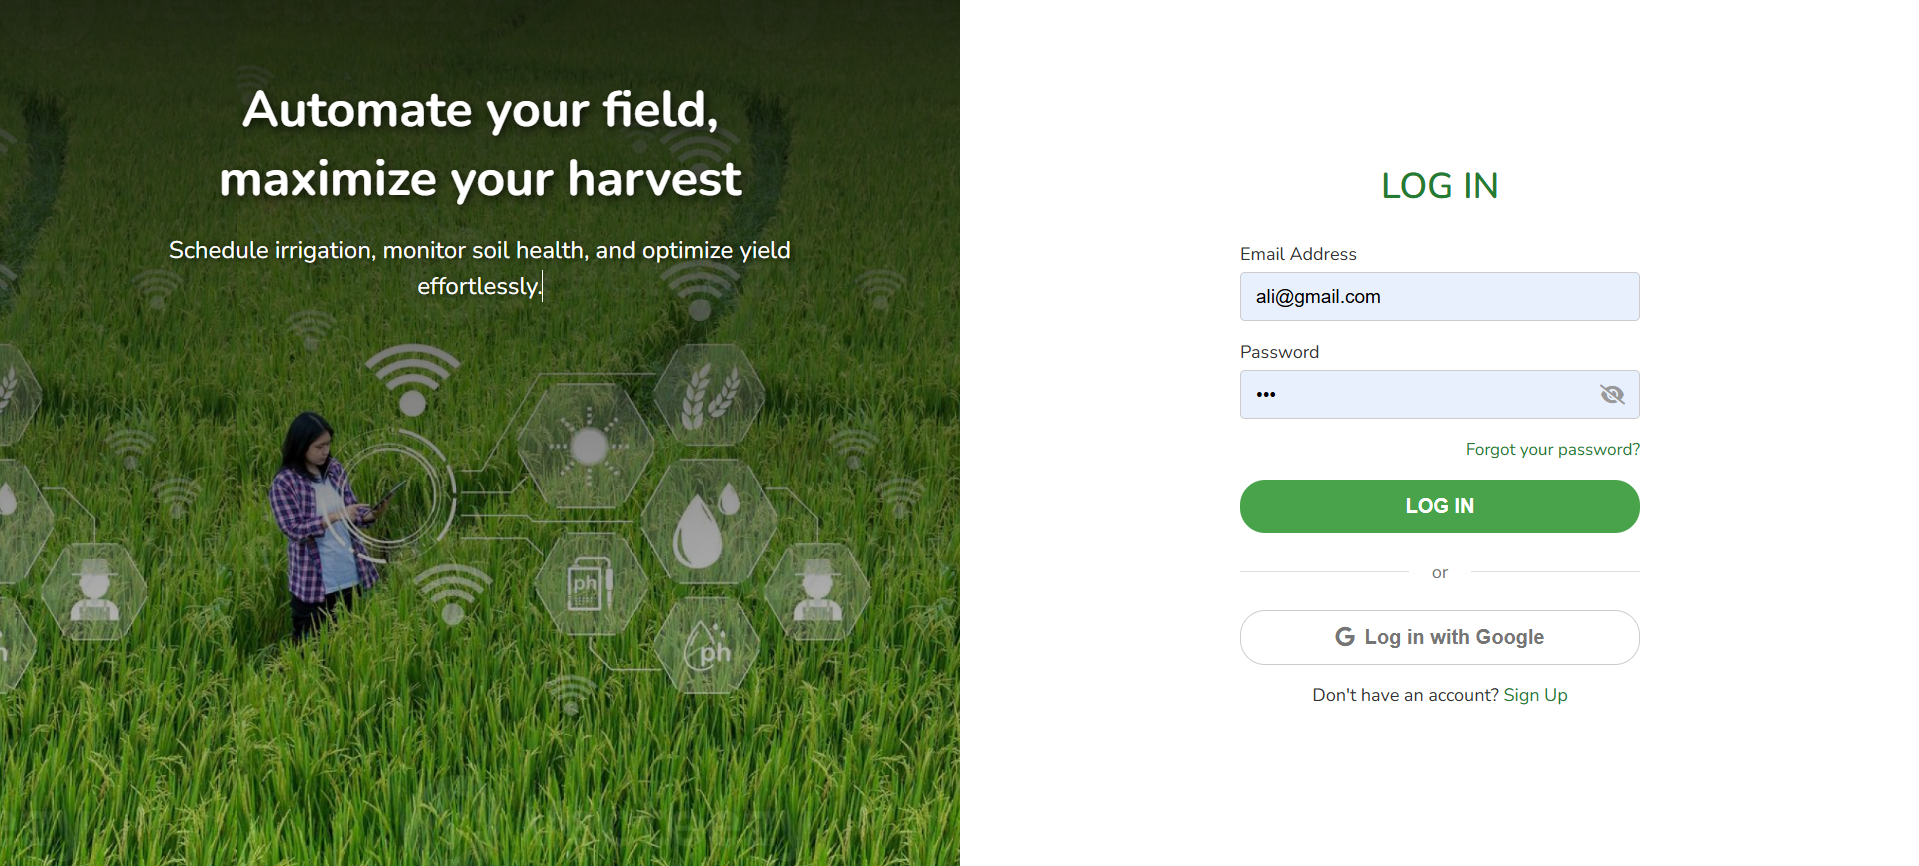 Automate your field,
maximize your harvest
Schedule irrigation, monitor soil health, and optimize yield
effortlessly.
ph
ph
LOG IN
Email Address
ali@gmail.com
Password
•••
Forgot your password?
LOG IN
or
G Log in with Google
Don't have an account? Sign Up